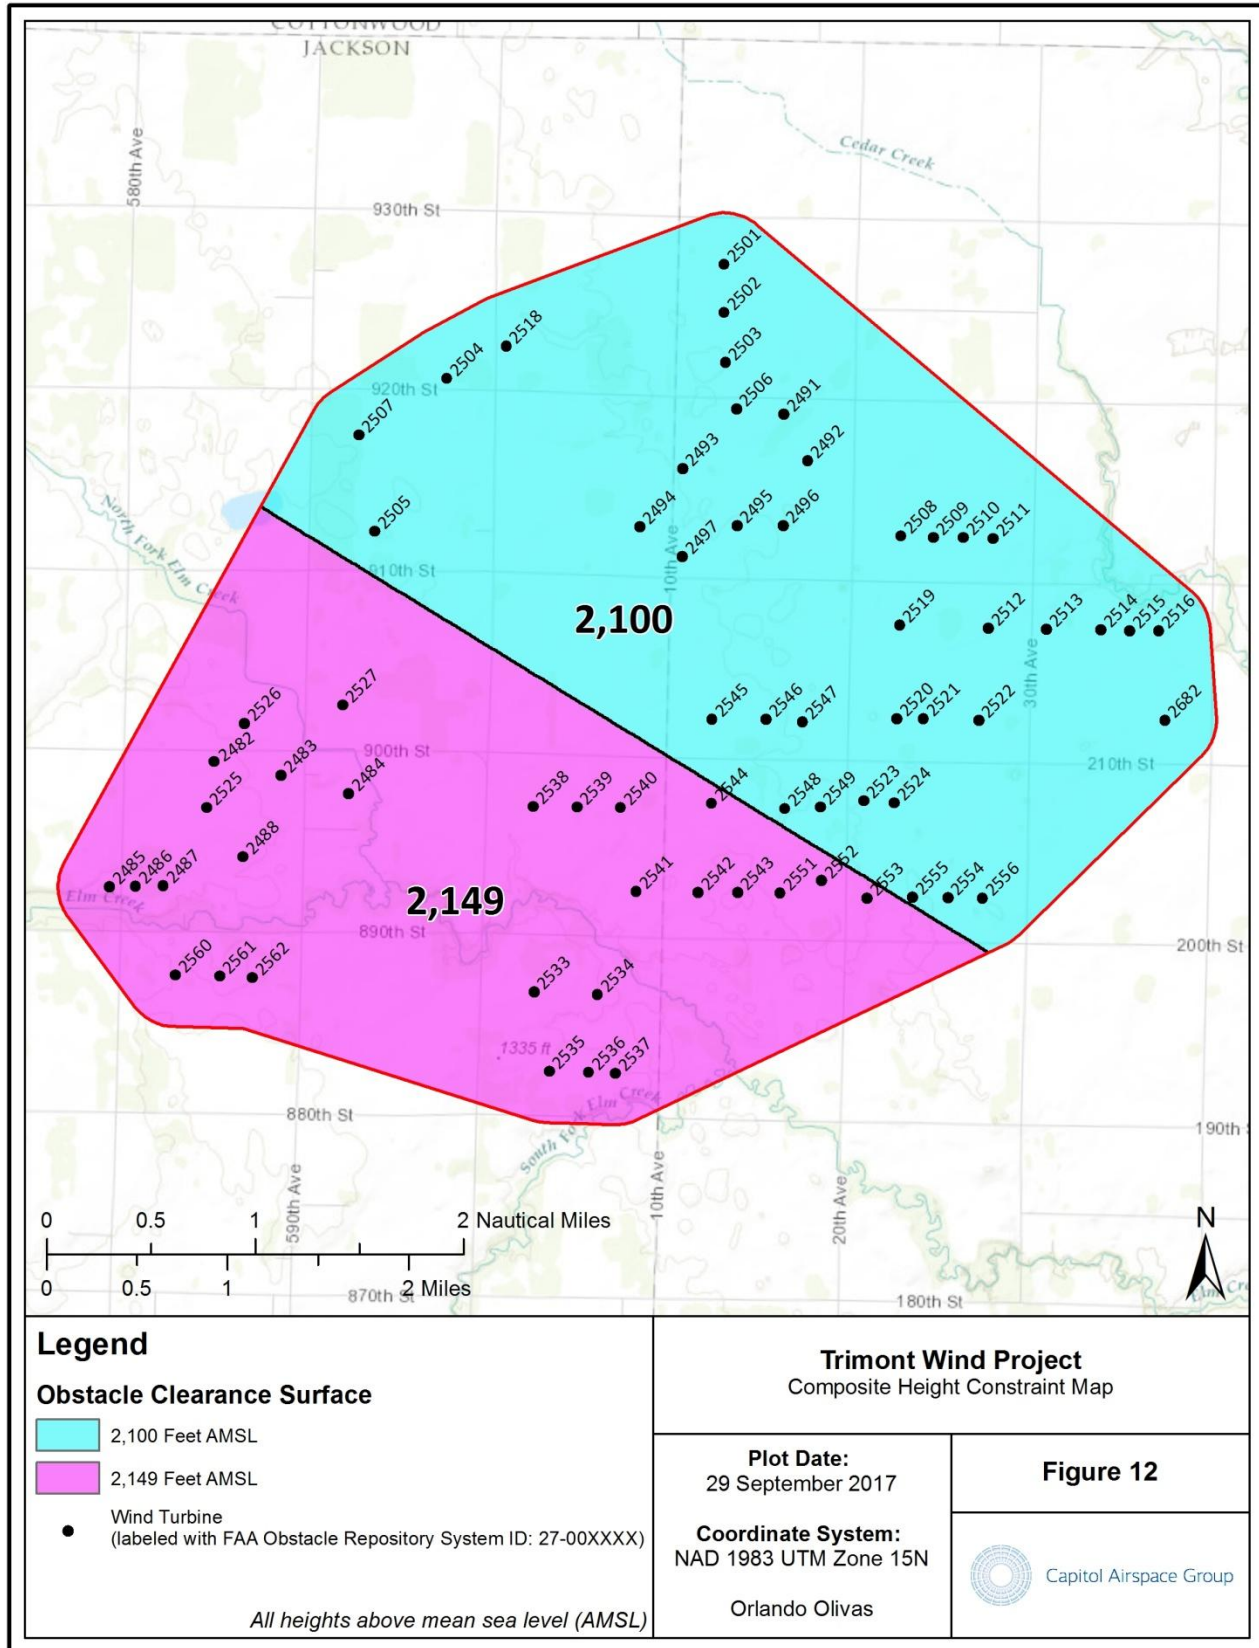 COTTONWOOD
JACKSON
580th Ave
Cedar Creek
930th St
2501
2502
2518
2503
2504
920th St
2506
2491
2507
2493
2492
North Fork Elm Creek
2505
2494
2495
2496
2497
10th Ave
2508
2509
2510
2511
910th St
2,100
2519
2512
2513
2514
2515
2516
30th Ave
2527
2526
2545
2546
2547
2520
2521
2522
2682
2482
2483
900th St
210th St
2525
2484
2538
2539
2540
2544
2548
2549
2523
2524
2488
2485
2486
2487
2541
2542
2543
2551
2552
2553
2555
2554
2556
Elm Creek
2,149
890th St
200th St
2560
2561
2562
2533
2534
1335 ft
2535
2536
2537
South Fork Elm Creek
880th St
190th
590th Ave
10th Ave
20th Ave
0 0.5 1 2 Nautical Miles
0 0.5 1 2 Miles
N
870th St
180th St
Elm Cre
Legend
Obstacle Clearance Surface
2,100 Feet AMSL
2,149 Feet AMSL
Wind Turbine
(labeled with FAA Obstacle Repository System ID: 27-00XXXX)
All heights above mean sea level (AMSL)
Trimont Wind Project
Composite Height Constraint Map
Plot Date:
29 September 2017
Coordinate System:
NAD 1983 UTM Zone 15N
Orlando Olivas
Figure 12
Capitol Airspace Group